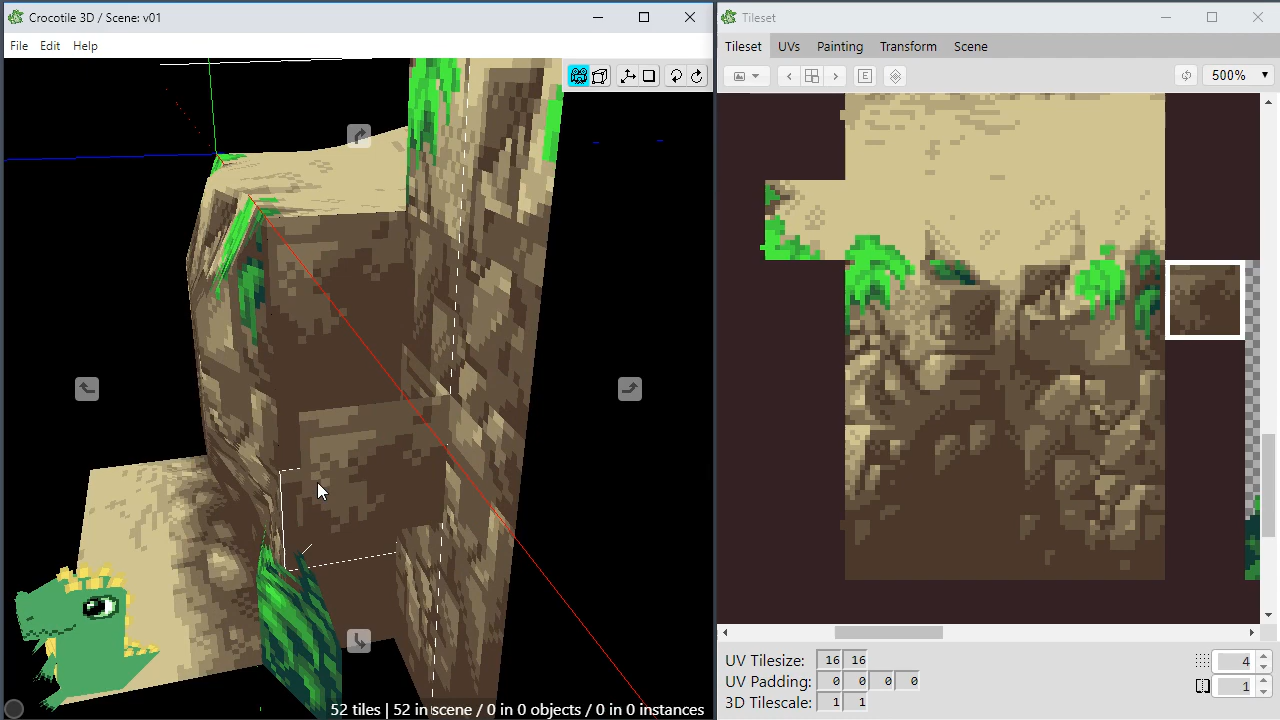 Crocotile 3D / Scene: v01
File Edit Help
52 tiles | 52 in scene / 0 in 0 objects / 0 in 0 instances
Tileset
Tileset UVs Painting Transform Scene
E
500%
UV Tilesize: 16 16
UV Padding: 0 0 0 0
3D Tilescale: 1 1
4
1